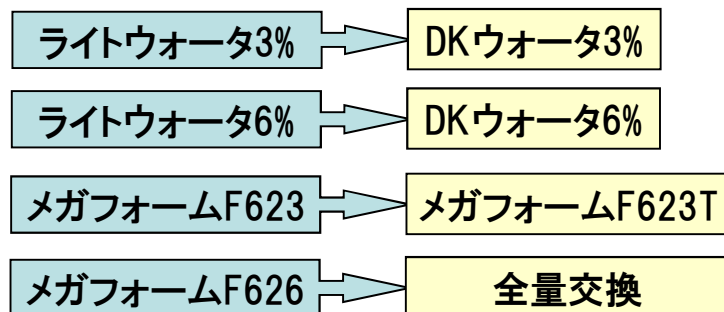 ライトウォータ3% DKウォータ3%
ライトウォータ6% DKウォータ6%
メガフォームF623 メガフォームF623T
メガフォームF626 全量交換